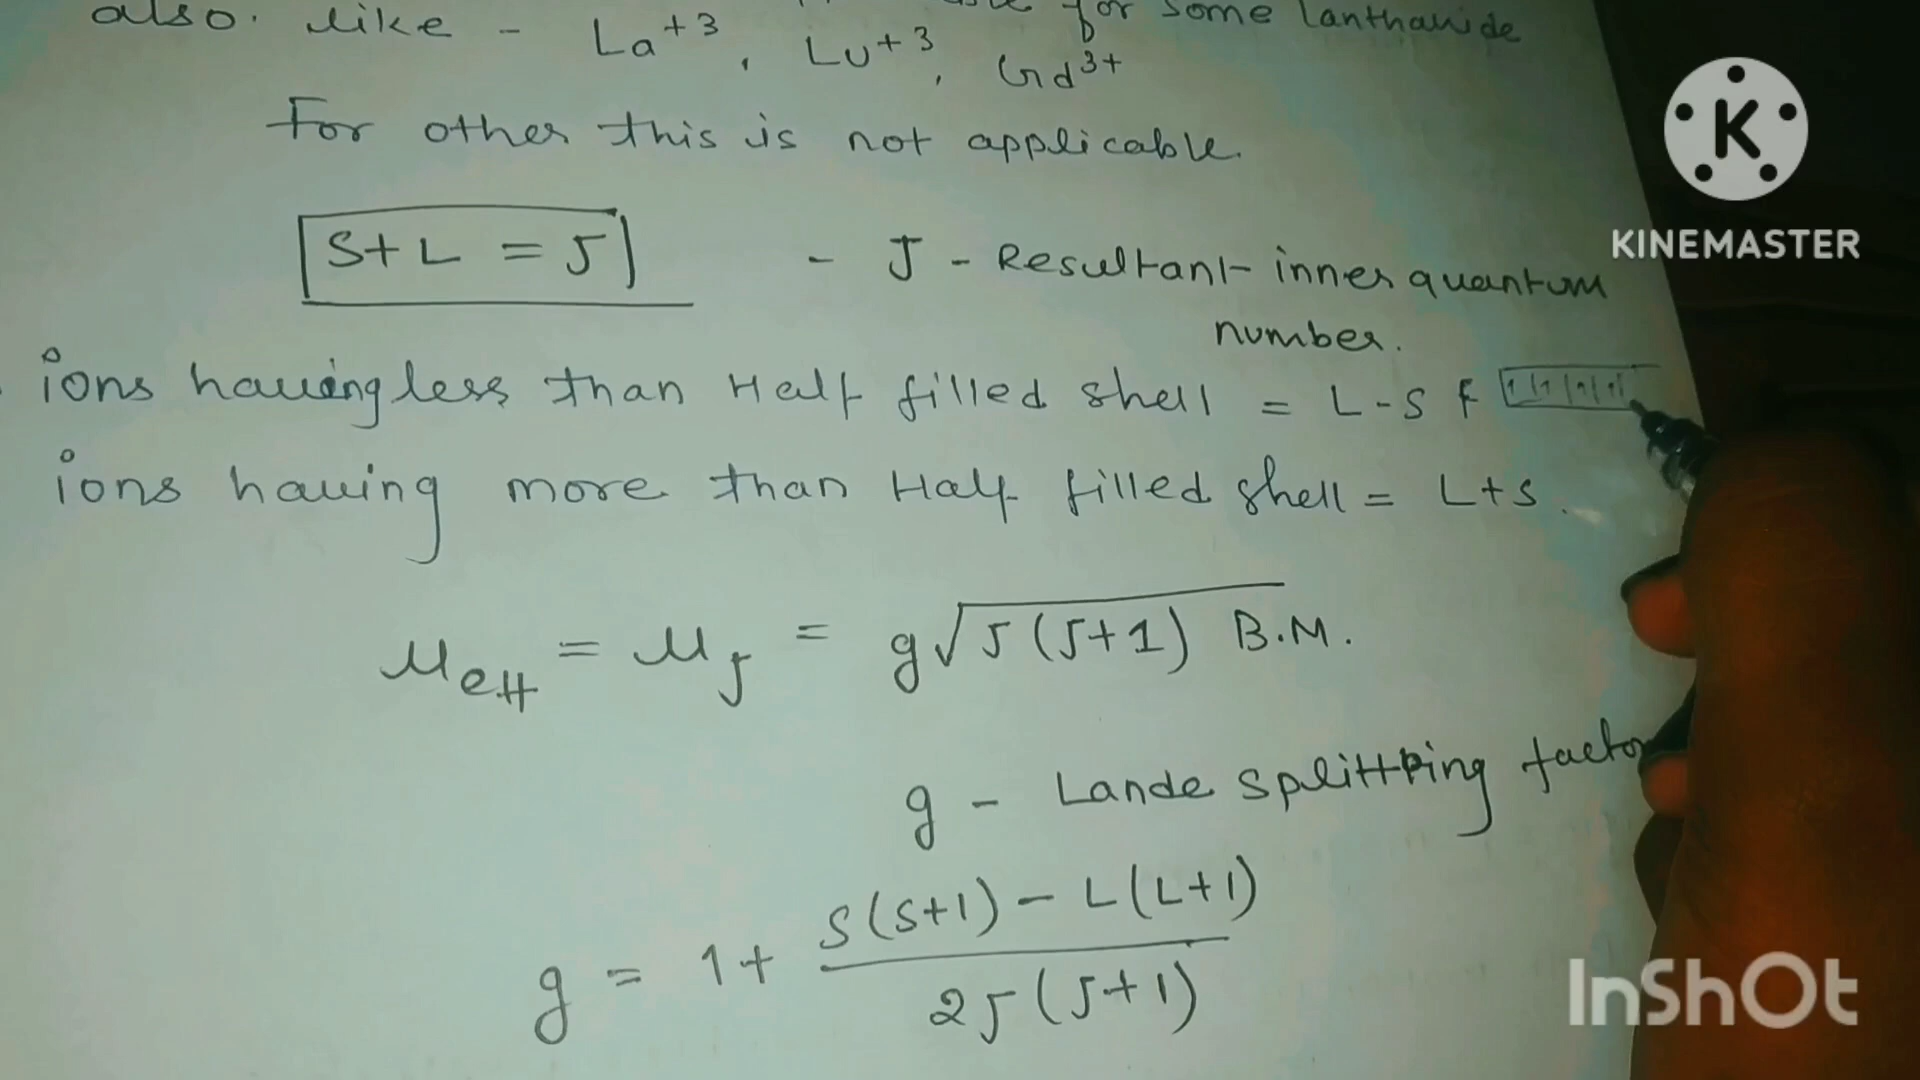 also. like - La+3, Lu+3, Gd3+ for some lanthanide
For other this is not applicable.
S+L = J - J - Resultant inner quantum
number.
ions having less than Half filled shell = L-S F
ions having more than Half filled shell = L+S.
μeff = μJ = g√J(J+1) B.M.
g - Lande splitting factor
g = 1+ S(S+1) - L(L+1) / 2J(J+1)
K
KINEMASTER
InShOt